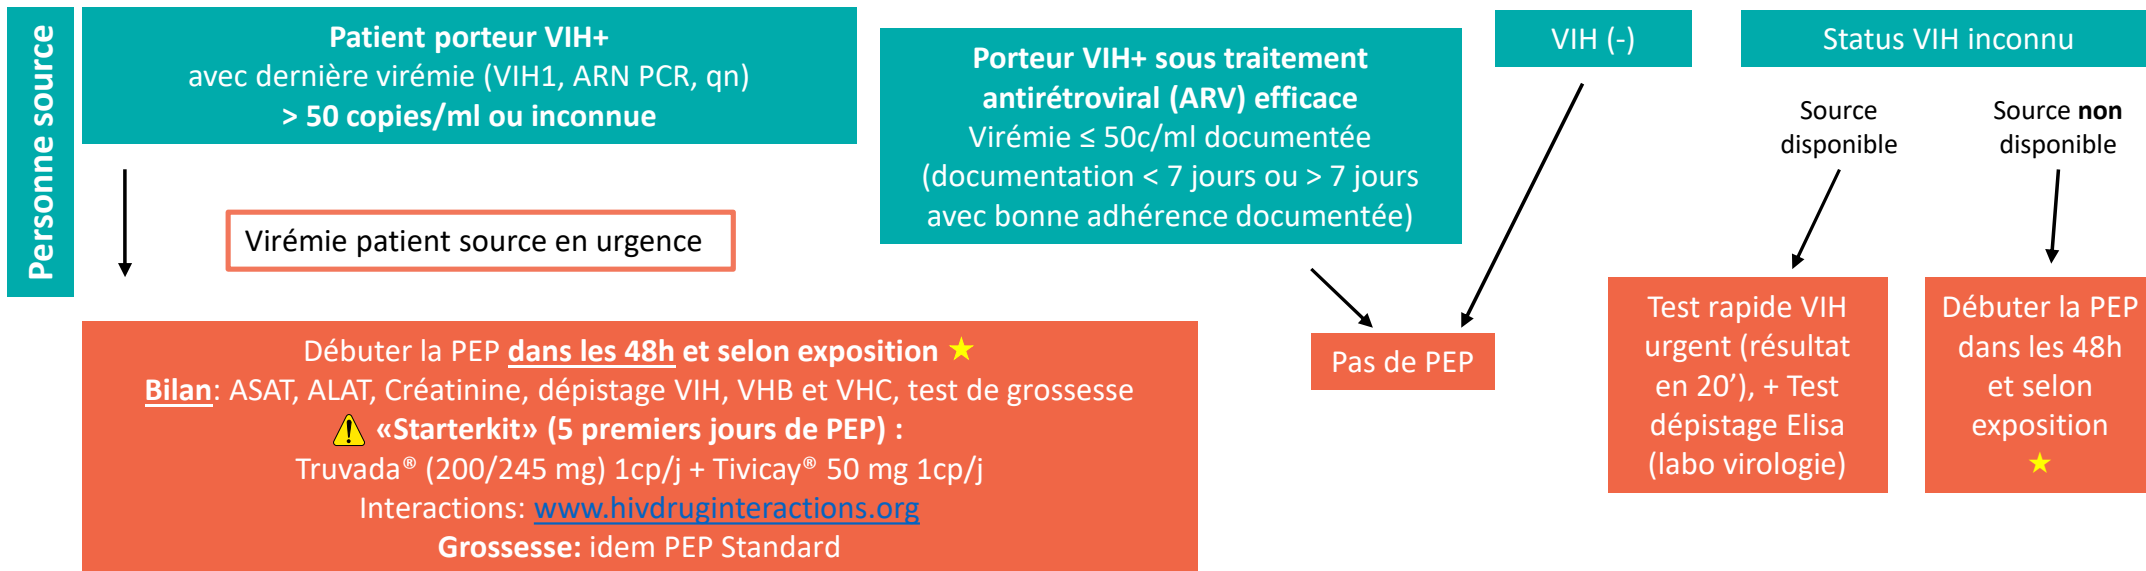 Personne source
Patient porteur VIH+
avec dernière virémie (VIH1, ARN PCR, qn)
> 50 copies/ml ou inconnue
Virémie patient source en urgence
Débuter la PEP dans les 48h et selon exposition ★
Bilan: ASAT, ALAT, Créatinine, dépistage VIH, VHB et VHC, test de grossesse
⚠ «Starterkit» (5 premiers jours de PEP) :
Truvada® (200/245 mg) 1cp/j + Tivicay® 50 mg 1cp/j
Interactions: www.hivdruginteractions.org
Grossesse: idem PEP Standard
Porteur VIH+ sous traitement
antirétroviral (ARV) efficace
Virémie ≤ 50c/ml documentée
(documentation < 7 jours ou > 7 jours
avec bonne adhérence documentée)
VIH (-)
Pas de PEP
Status VIH inconnu
Source
disponible
Source non
disponible
Test rapide VIH
urgent (résultat
en 20’), + Test
dépistage Elisa
(labo virologie)
Débuter la PEP
dans les 48h
et selon
exposition
★